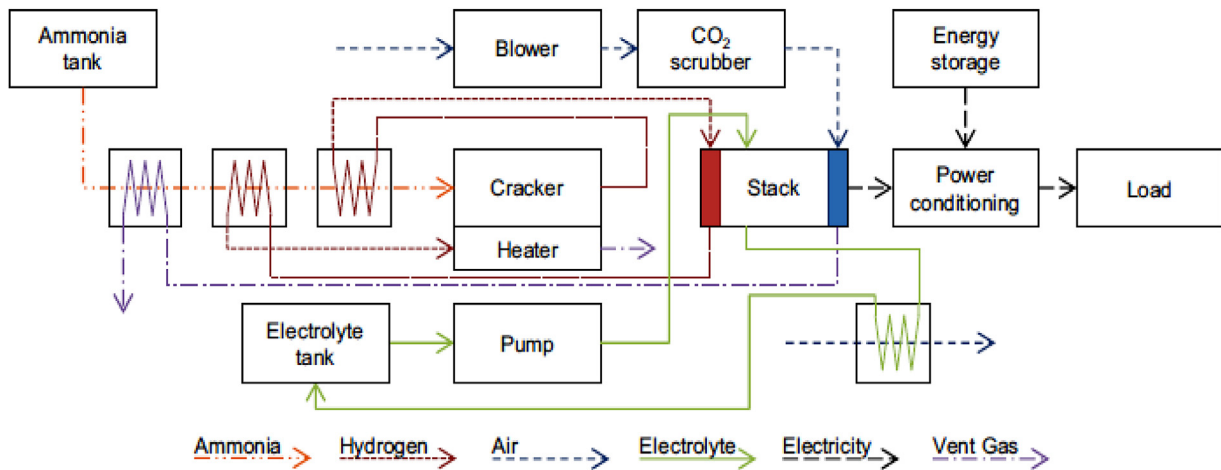 Ammonia
tank
Blower
CO₂
scrubber
Energy
storage
Cracker
Stack
Power
conditioning
Load
Heater
Electrolyte
tank
Pump
Ammonia
Hydrogen
Air
Electrolyte
Electricity
Vent Gas